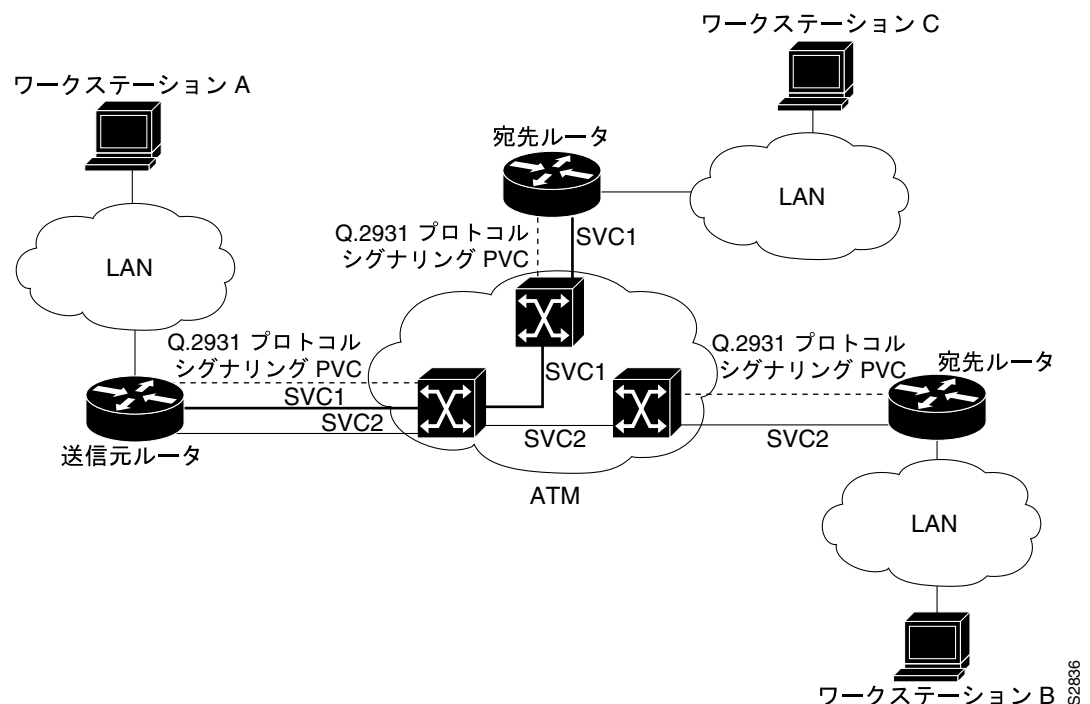 ワークステーション C
ワークステーション A
宛先ルータ
LAN
Q.2931 プロトコル
シグナリング PVC
SVC1
LAN
Q.2931 プロトコル
シグナリング PVC
Q.2931 プロトコル
シグナリング PVC
宛先ルータ
SVC1
SVC1
SVC2
SVC2
SVC2
送信元ルータ
ATM
LAN
ワークステーション B
S2836